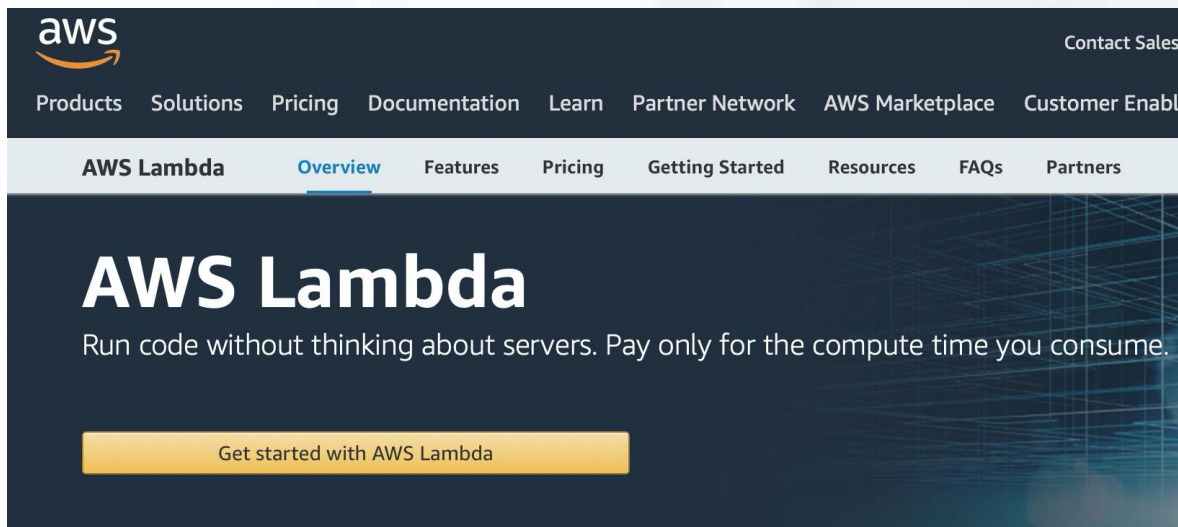 aws
Contact Sales
Products Solutions Pricing Documentation Learn Partner Network AWS Marketplace Customer Enabl
AWS Lambda Overview Features Pricing Getting Started Resources FAQs Partners
AWS Lambda
Run code without thinking about servers. Pay only for the compute time you consume.
Get started with AWS Lambda